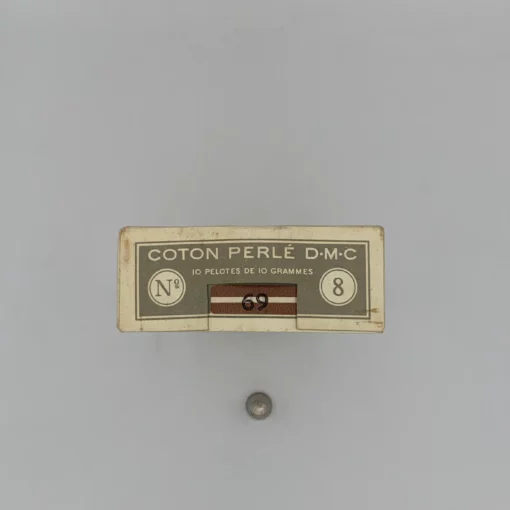 COTON PERLÉ D·M·C
10 PELOTES DE 10 GRAMMES
Nº 69 8